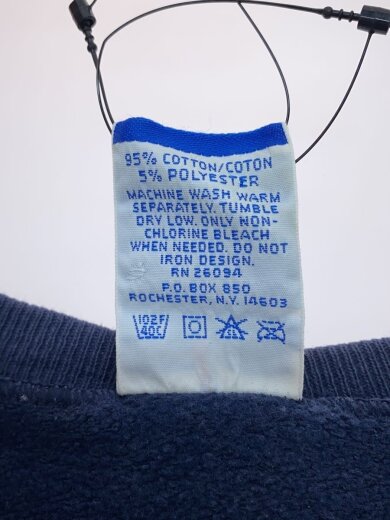 95% COTTON/COTON
5% POLYESTER
MACHINE WASH WARM
SEPARATELY. TUMBLE
DRY LOW. ONLY NON-
CHLORINE BLEACH
WHEN NEEDED. DO NOT
IRON DESIGN.
RN 26094
P.O. BOX 850
ROCHESTER, N.Y. 14603
102F/
40C CL